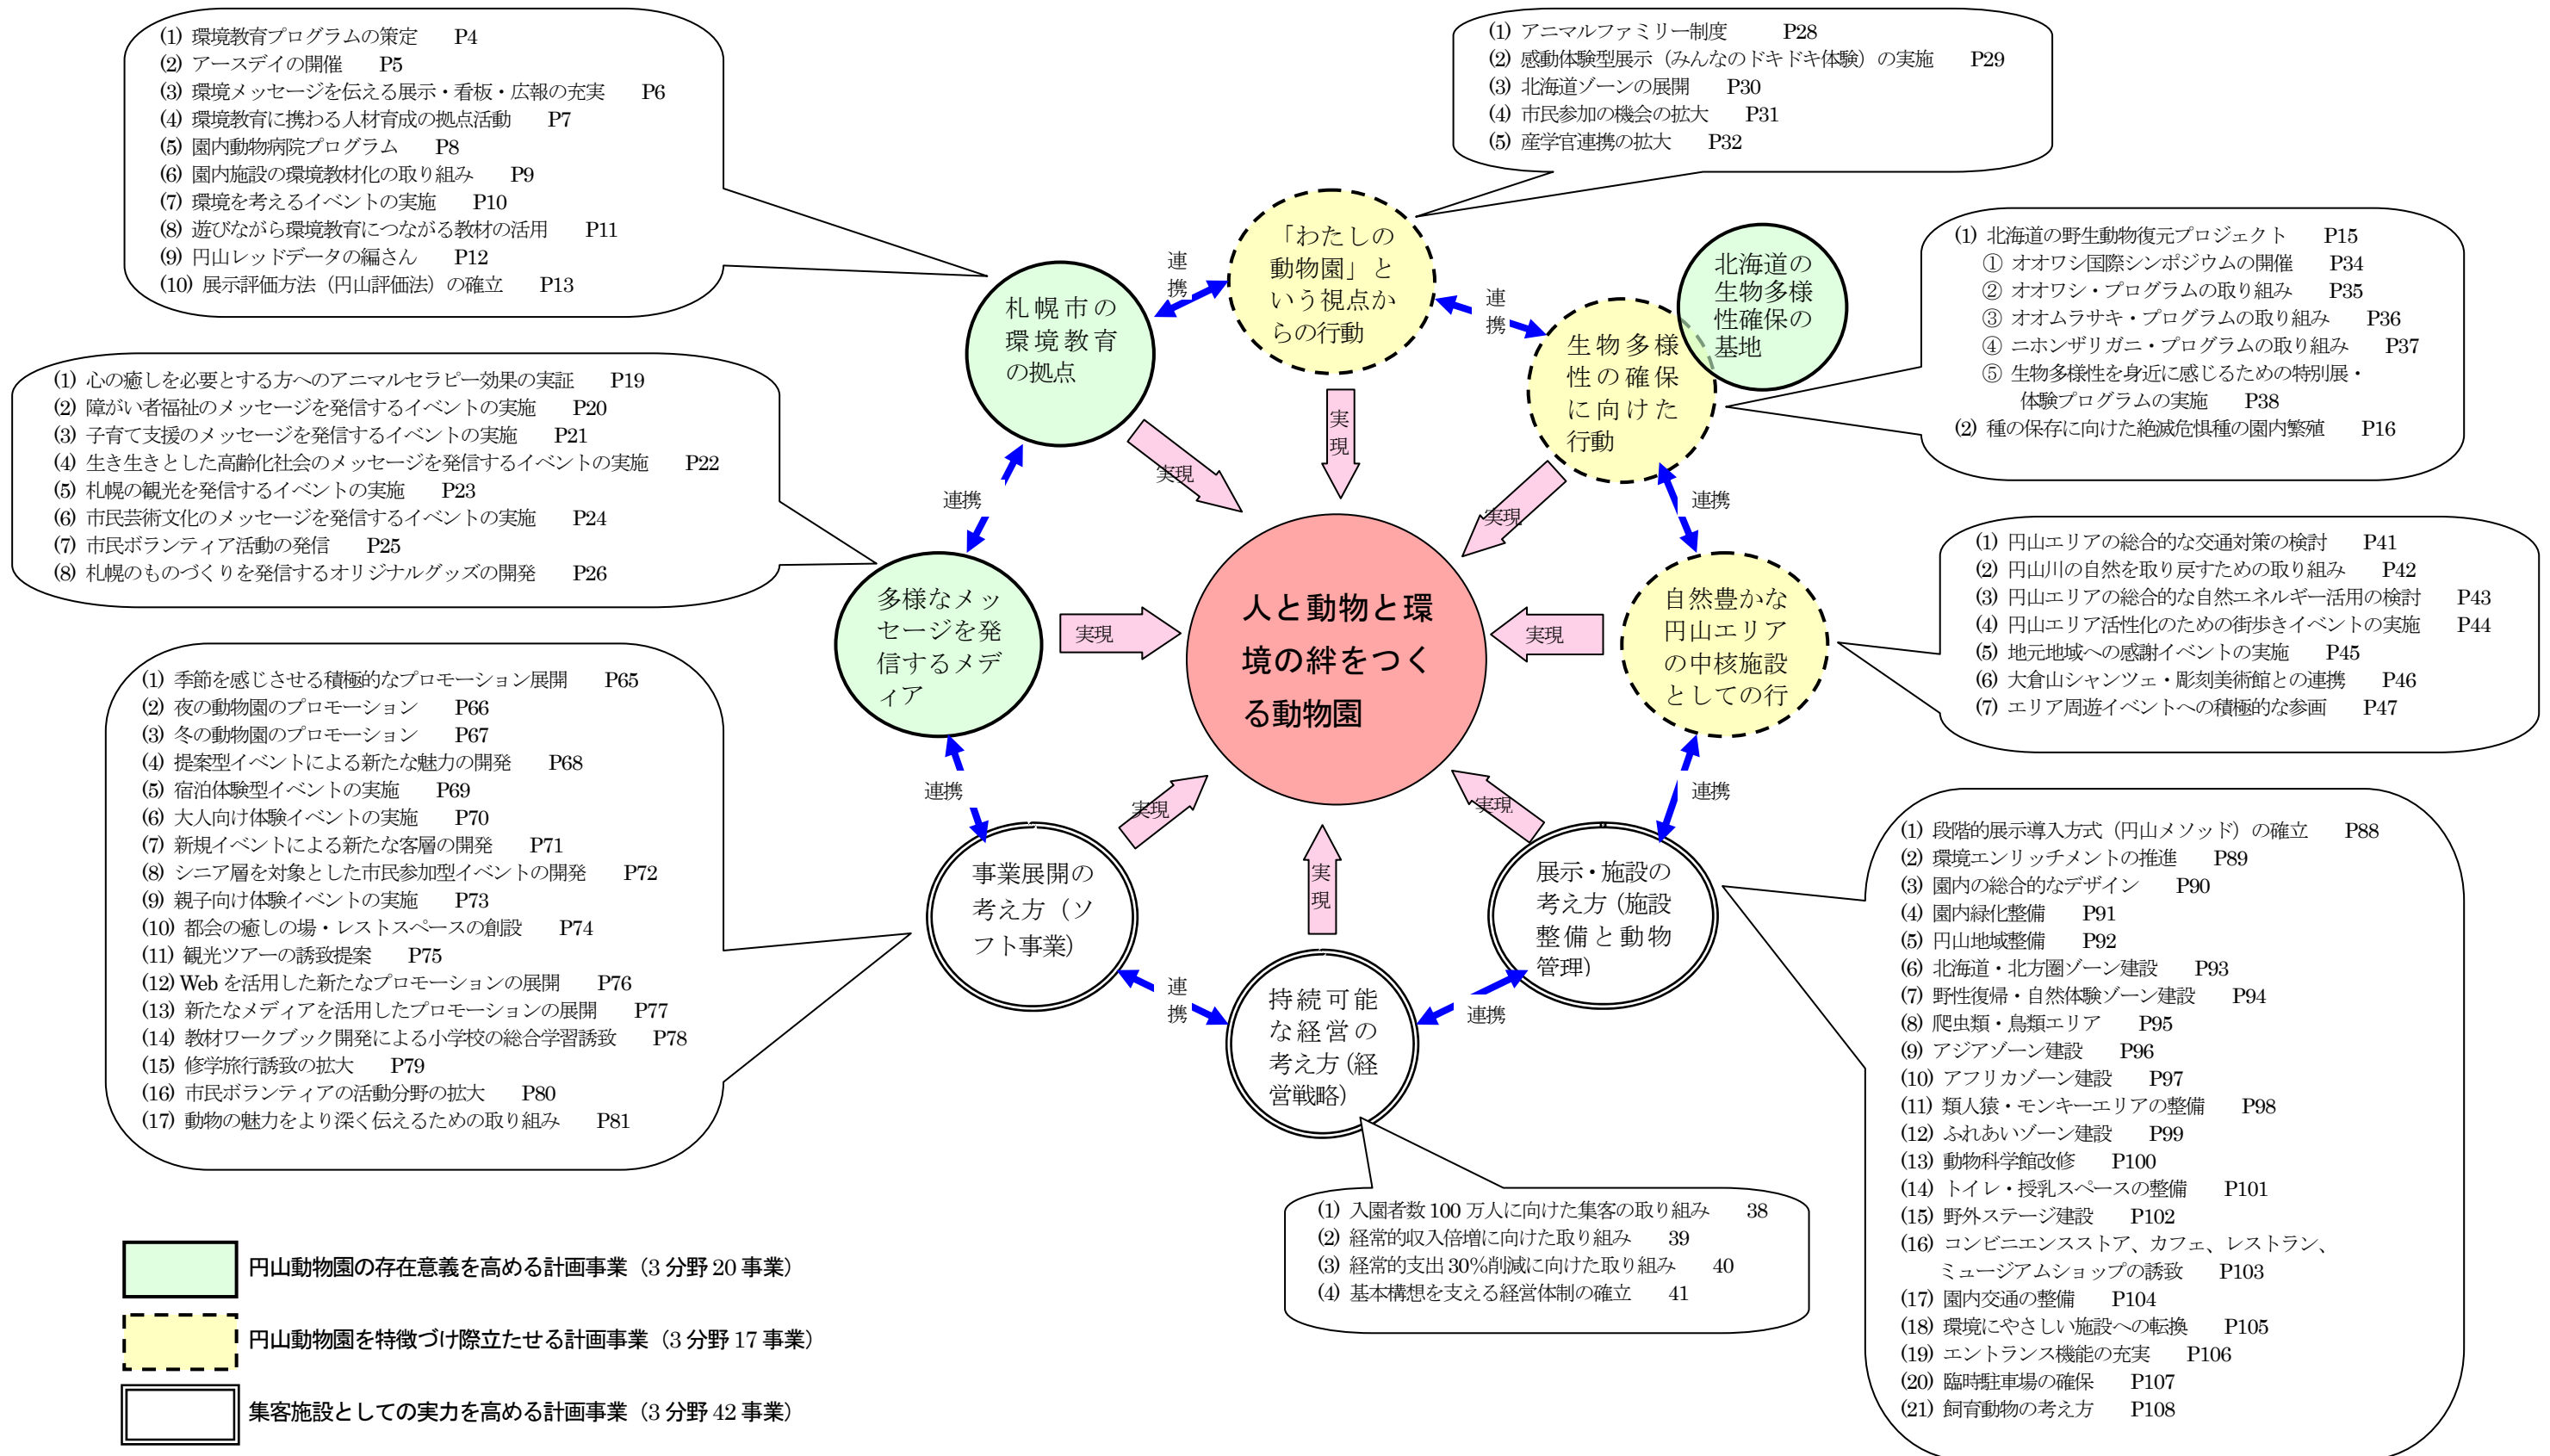 (1) 環境教育プログラムの策定 P4
(2) アースデイの開催 P5
(3) 環境メッセージを伝える展示・看板・広報の充実 P6
(4) 環境教育に携わる人材育成の拠点活動 P7
(5) 園内動物病院プログラム P8
(6) 園内施設の環境教材化の取り組み P9
(7) 環境を考えるイベントの実施 P10
(8) 遊びながら環境教育につながる教材の活用 P11
(9) 円山レッドデータの編さん P12
(10) 展示評価方法（円山評価法）の確立 P13
(1) アニマルファミリー制度 P28
(2) 感動体験型展示（みんなのドキドキ体験）の実施 P29
(3) 北海道ゾーンの展開 P30
(4) 市民参加の機会の拡大 P31
(5) 産学官連携の拡大 P32
(1) 北海道の野生動物復元プロジェクト P15
① オオワシ国際シンポジウムの開催 P34
② オオワシ・プログラムの取り組み P35
③ オオムラサキ・プログラムの取り組み P36
④ ニホンザリガニ・プログラムの取り組み P37
⑤ 生物多様性を身近に感じるための特別展・
体験プログラムの実施 P38
(2) 種の保存に向けた絶滅危惧種の園内繁殖 P16
(1) 心の癒しを必要とする方へのアニマルセラピー効果の実証 P19
(2) 障がい者福祉のメッセージを発信するイベントの実施 P20
(3) 子育て支援のメッセージを発信するイベントの実施 P21
(4) 生き生きとした高齢化社会のメッセージを発信するイベントの実施 P22
(5) 札幌の観光を発信するイベントの実施 P23
(6) 市民芸術文化のメッセージを発信するイベントの実施 P24
(7) 市民ボランティア活動の発信 P25
(8) 札幌のものづくりを発信するオリジナルグッズの開発 P26
(1) 円山エリアの総合的な交通対策の検討 P41
(2) 円山川の自然を取り戻すための取り組み P42
(3) 円山エリアの総合的な自然エネルギー活用の検討 P43
(4) 円山エリア活性化のための街歩きイベントの実施 P44
(5) 地元地域への感謝イベントの実施 P45
(6) 大倉山シャンツェ・彫刻美術館との連携 P46
(7) エリア周遊イベントへの積極的な参画 P47
札幌市の
環境教育
の拠点
連
携
「わたしの
動物園」と
いう視点か
らの行動
連
携
北海道の
生物多様
性確保の
基地
生物多様
性の確保
に向けた
行動
実現
実
現
実現
連携
連携
多様なメッ
セージを発
信するメデ
ィア
実現
人と動物と環
境の絆をつく
る動物園
実現
自然豊かな
円山エリア
の中核施設
としての行
連携
連携
実現
実
現
実現
事業展開の
考え方（ソ
フト事業）
連
携
持続可能
な経営の
考え方（経
営戦略）
連携
展示・施設の
考え方（施設
整備と動物
管理）
(1) 季節を感じさせる積極的なプロモーション展開 P65
(2) 夜の動物園のプロモーション P66
(3) 冬の動物園のプロモーション P67
(4) 提案型イベントによる新たな魅力の開発 P68
(5) 宿泊体験型イベントの実施 P69
(6) 大人向け体験イベントの実施 P70
(7) 新規イベントによる新たな客層の開発 P71
(8) シニア層を対象とした市民参加型イベントの開発 P72
(9) 親子向け体験イベントの実施 P73
(10) 都会の癒しの場・レストスペースの創設 P74
(11) 観光ツアーの誘致提案 P75
(12) Web を活用した新たなプロモーションの展開 P76
(13) 新たなメディアを活用したプロモーションの展開 P77
(14) 教材ワークブック開発による小学校の総合学習誘致 P78
(15) 修学旅行誘致の拡大 P79
(16) 市民ボランティアの活動分野の拡大 P80
(17) 動物の魅力をより深く伝えるための取り組み P81
(1) 段階的展示導入方式（円山メソッド）の確立 P88
(2) 環境エンリッチメントの推進 P89
(3) 園内の総合的なデザイン P90
(4) 園内緑化整備 P91
(5) 円山地域整備 P92
(6) 北海道・北方圏ゾーン建設 P93
(7) 野性復帰・自然体験ゾーン建設 P94
(8) 爬虫類・鳥類エリア P95
(9) アジアゾーン建設 P96
(10) アフリカゾーン建設 P97
(11) 類人猿・モンキーエリアの整備 P98
(12) ふれあいゾーン建設 P99
(13) 動物科学館改修 P100
(14) トイレ・授乳スペースの整備 P101
(15) 野外ステージ建設 P102
(16) コンビニエンスストア、カフェ、レストラン、
ミュージアムショップの誘致 P103
(17) 園内交通の整備 P104
(18) 環境にやさしい施設への転換 P105
(19) エントランス機能の充実 P106
(20) 臨時駐車場の確保 P107
(21) 飼育動物の考え方 P108
(1) 入園者数 100 万人に向けた集客の取り組み 38
(2) 経常的収入倍増に向けた取り組み 39
(3) 経常的支出 30%削減に向けた取り組み 40
(4) 基本構想を支える経営体制の確立 41
円山動物園の存在意義を高める計画事業（3 分野 20 事業）
円山動物園を特徴づけ際立たせる計画事業（3 分野 17 事業）
集客施設としての実力を高める計画事業（3 分野 42 事業）